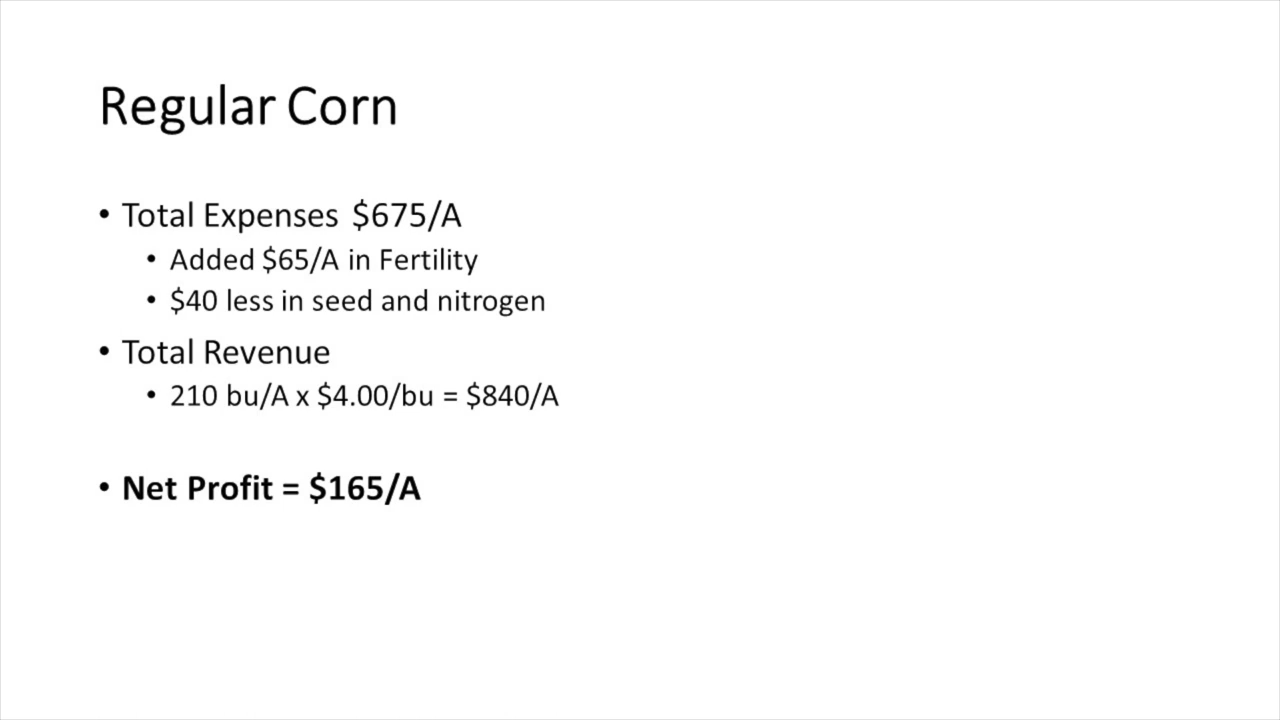 Regular Corn
• Total Expenses $675/A
• Added $65/A in Fertility
• $40 less in seed and nitrogen
• Total Revenue
• 210 bu/A x $4.00/bu = $840/A
• Net Profit = $165/A